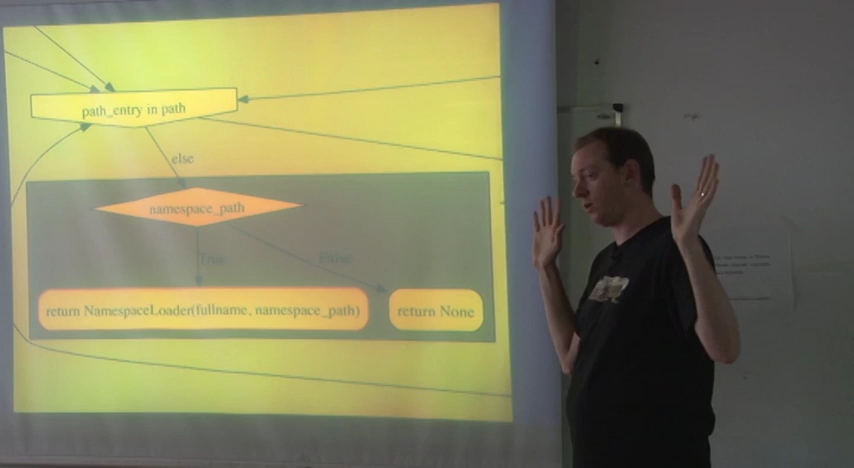 path_entry in path
else
namespace_path
True
False
return NamespaceLoader(fullname, namespace_path)
return None